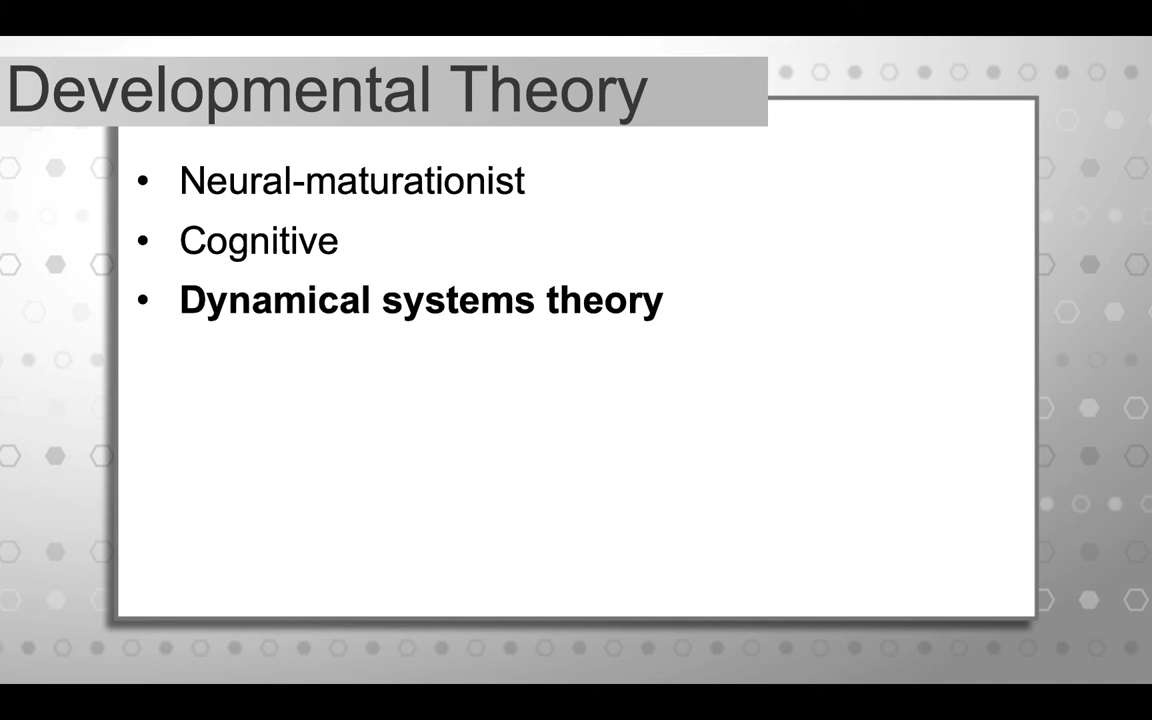 Developmental Theory
• Neural-maturationist
• Cognitive
• Dynamical systems theory